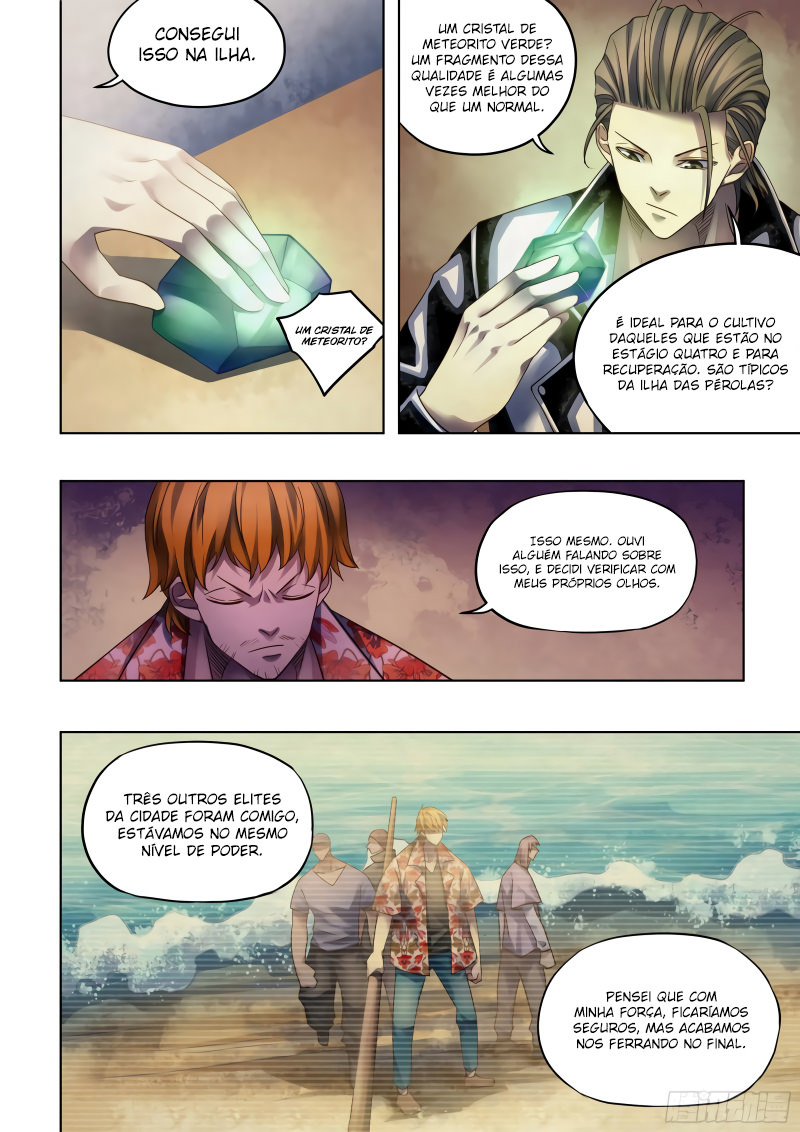 CONSEGUI
ISSO NA ILHA.
UM CRISTAL DE
METEORITO?
UM CRISTAL DE
METEORITO VERDE?
UM FRAGMENTO DESSA
QUALIDADE É ALGUMAS
VEZES MELHOR DO
QUE UM NORMAL.
É IDEAL PARA O CULTIVO
DAQUELES QUE ESTÃO NO
ESTÁGIO QUATRO E PARA
RECUPERAÇÃO. SÃO TÍPICOS
DA ILHA DAS PÉROLAS?
ISSO MESMO. OUVI
ALGUÉM FALANDO SOBRE
ISSO, E DECIDI VERIFICAR COM
MEUS PRÓPRIOS OLHOS.
TRÊS OUTROS ELITES
DA CIDADE FORAM COMIGO,
ESTÁVAMOS NO MESMO
NÍVEL DE PODER.
PENSEI QUE COM
MINHA FORÇA, FICARÍAMOS
SEGUROS, MAS ACABAMOS
NOS FERRANDO NO FINAL.